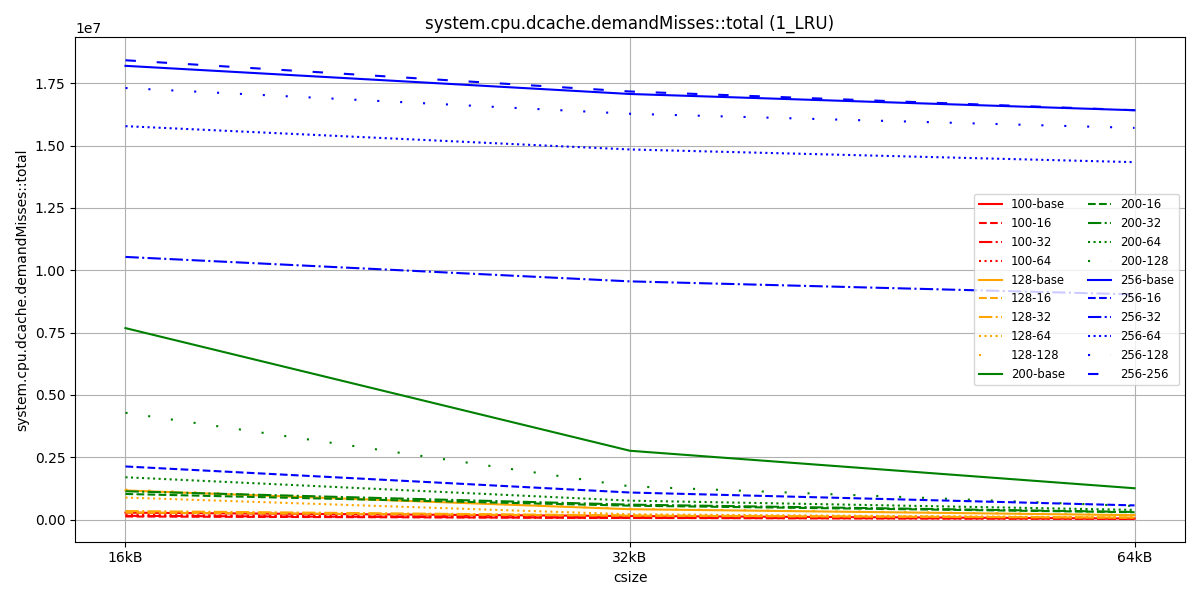 system.cpu.dcache.demandMisses::total (1_LRU)
1e7
system.cpu.dcache.demandMisses::total
1.75
1.50
1.25
1.00
0.75
0.50
0.25
0.00
16kB
32kB
64kB
csize
100-base
100-16
100-32
100-64
128-base
128-16
128-32
128-64
128-128
200-base
200-16
200-32
200-64
200-128
256-base
256-16
256-32
256-64
256-128
256-256